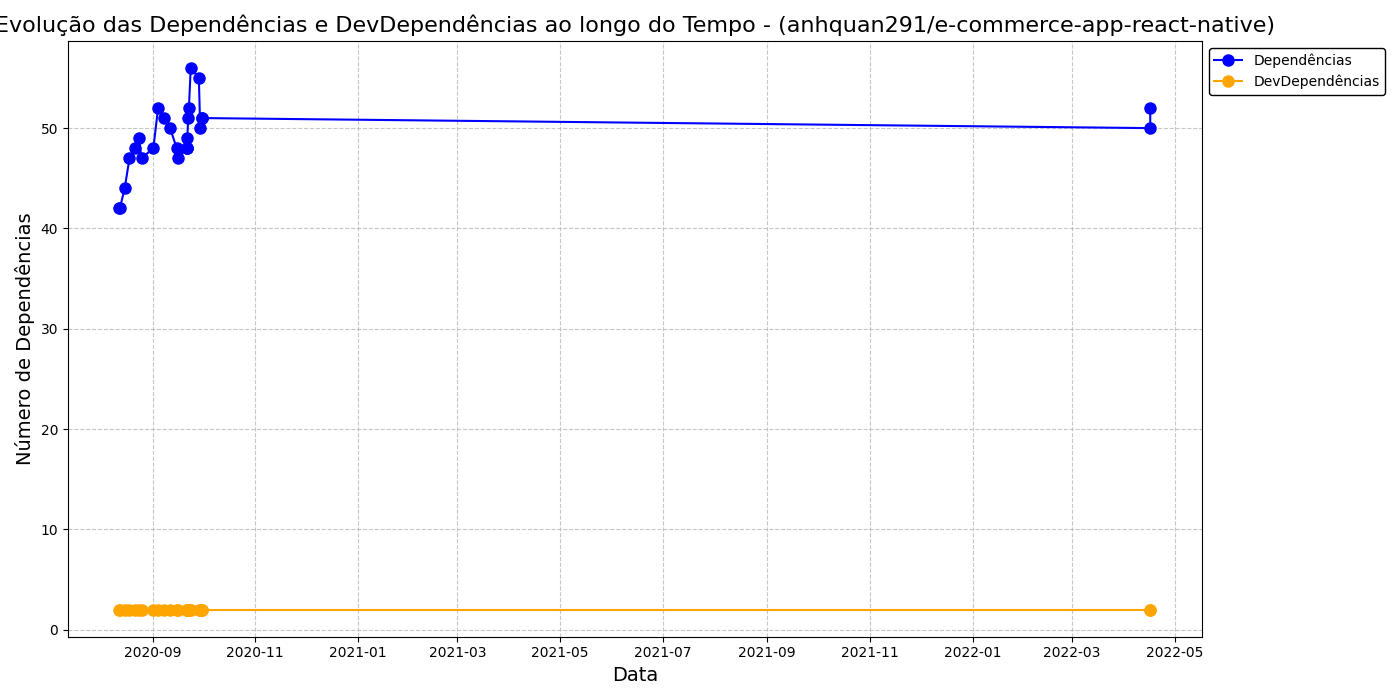 Evolução das Dependências e DevDependências ao longo do Tempo - (anhquan291/e-commerce-app-react-native)
Dependências
DevDependências
Número de Dependências
50
40
30
20
10
0
2020-09 2020-11 2021-01 2021-03 2021-05 2021-07 2021-09 2021-11 2022-01 2022-03 2022-05
Data